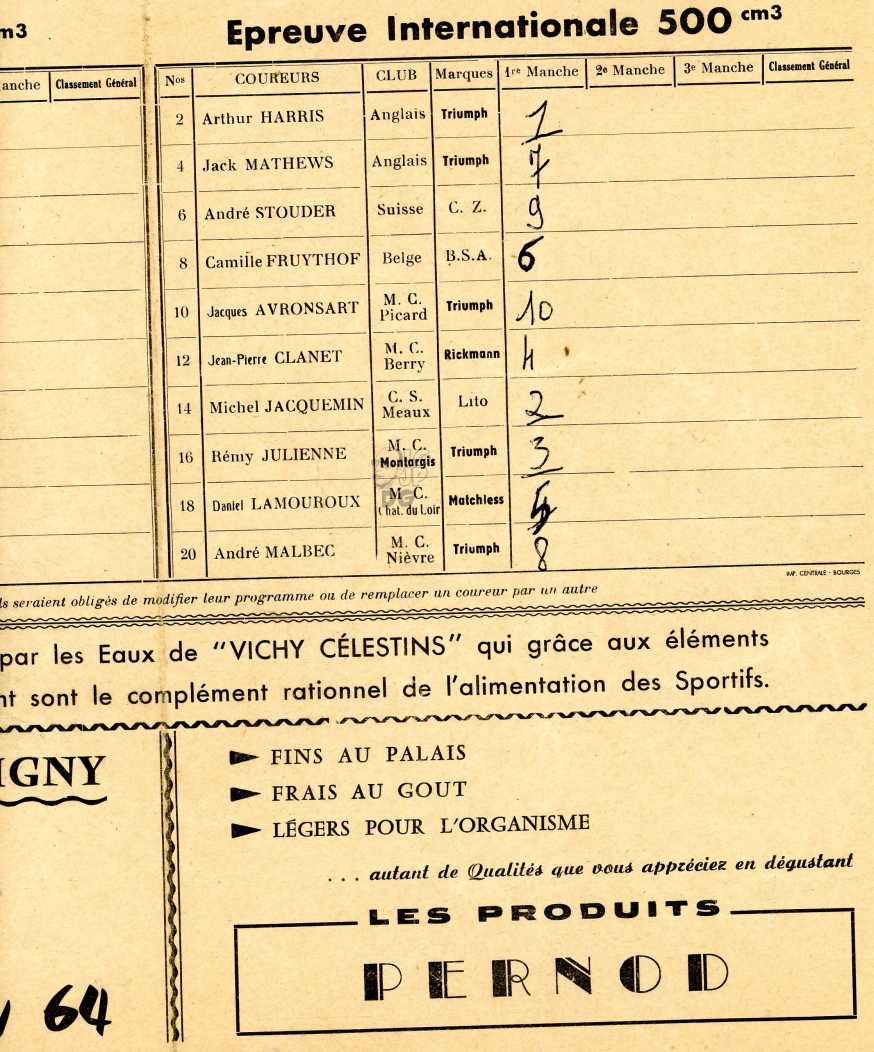 m3
Epreuve Internationale 500 cm3
anche Classement Général
Nos COUREURS CLUB Marques 1re Manche 2e Manche 3e Manche Classement Général
2 Arthur HARRIS Anglais Triumph 1
4 Jack MATHEWS Anglais Triumph 7
6 André STOUDER Suisse C. Z. 9
8 Camille FRUYTHOF Belge B.S.A. 6
10 Jacques AVRONSART M. C. Picard Triumph 10
12 Jean-Pierre CLANET M. C. Berry Rickmann 4
14 Michel JACQUEMIN C. S. Meaux Lito 2
16 Rémy JULIENNE M. C. Montargis Triumph 3
18 Daniel LAMOUROUX M. C. Chat. du Loir Matchless 5
20 André MALBEC M. C. Nièvre Triumph 8
IMP. CENTRALE - BOURGES
ls seraient obligés de modifier leur programme ou de remplacer un coureur par un autre
par les Eaux de "VICHY CÉLESTINS" qui grâce aux éléments
nt sont le complément rationnel de l'alimentation des Sportifs.
IGNY
FINS AU PALAIS
FRAIS AU GOUT
LÉGERS POUR L'ORGANISME
... autant de Qualités que vous appréciez en dégustant
LES PRODUITS
PERNOD
64